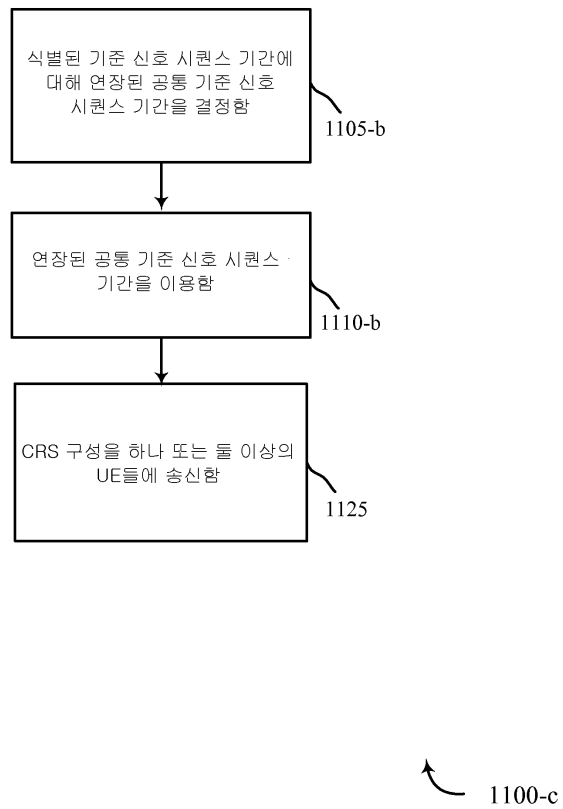 식별된 기준 신호 시퀀스 기간에
대해 연장된 공통 기준 신호
시퀀스 기간을 결정함
1105-b
연장된 공통 기준 신호 시퀀스
기간을 이용함
1110-b
CRS 구성을 하나 또는 둘 이상의
UE들에 송신함
1125
1100-c